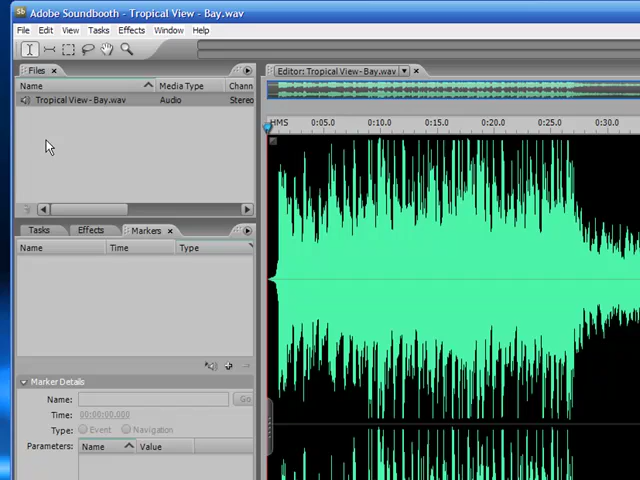 Sb Adobe Soundbooth - Tropical View - Bay.wav
File Edit View Tasks Effects Window Help
Files x
Name Media Type Chann
Tropical View - Bay.wav Audio Stereo
Editor: Tropical View - Bay.wav x
HMS 0:05.0 0:10.0 0:15.0 0:20.0 0:25.0 0:30.0
Tasks Effects Markers x
Name Time Type
Marker Details
Name: Go
Time: 00:00:00.000
Type: Event Navigation
Parameters: Name Value